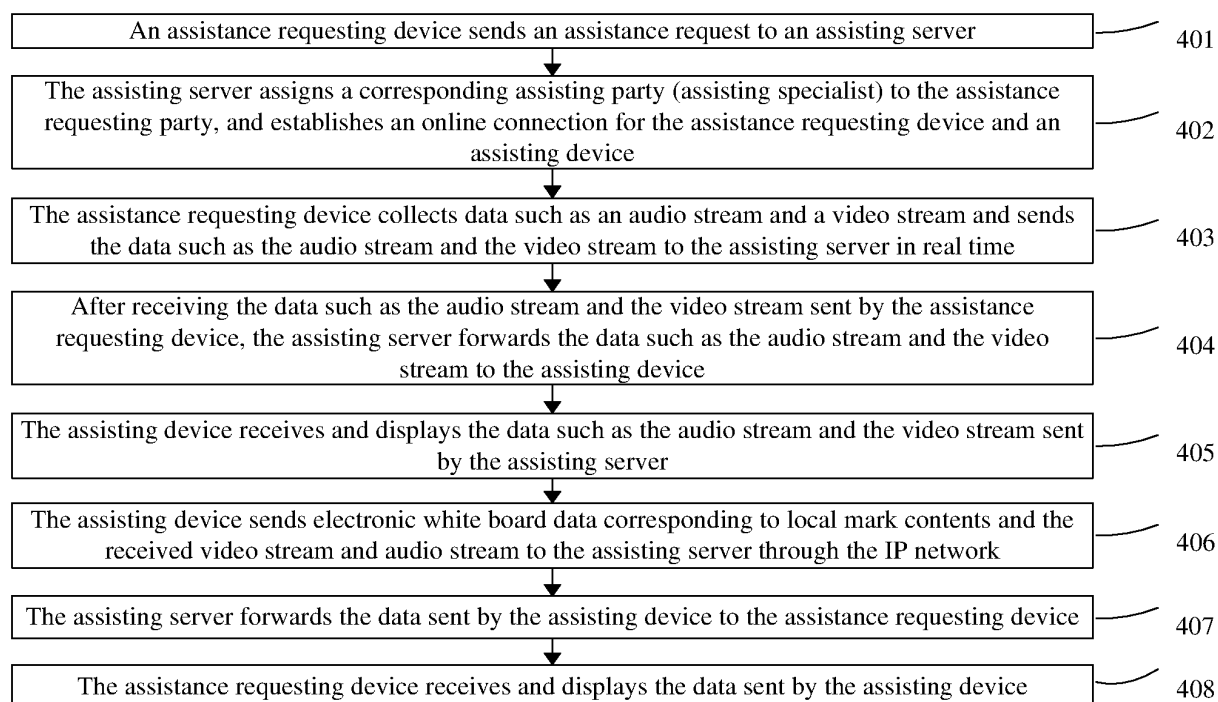 An assistance requesting device sends an assistance request to an assisting server
401
The assisting server assigns a corresponding assisting party (assisting specialist) to the assistance
requesting party, and establishes an online connection for the assistance requesting device and an
assisting device
402
The assistance requesting device collects data such as an audio stream and a video stream and sends
the data such as the audio stream and the video stream to the assisting server in real time
403
After receiving the data such as the audio stream and the video stream sent by the assistance
requesting device, the assisting server forwards the data such as the audio stream and the video
stream to the assisting device
404
The assisting device receives and displays the data such as the audio stream and the video stream sent
by the assisting server
405
The assisting device sends electronic white board data corresponding to local mark contents and the
received video stream and audio stream to the assisting server through the IP network
406
The assisting server forwards the data sent by the assisting device to the assistance requesting device
407
The assistance requesting device receives and displays the data sent by the assisting device
408